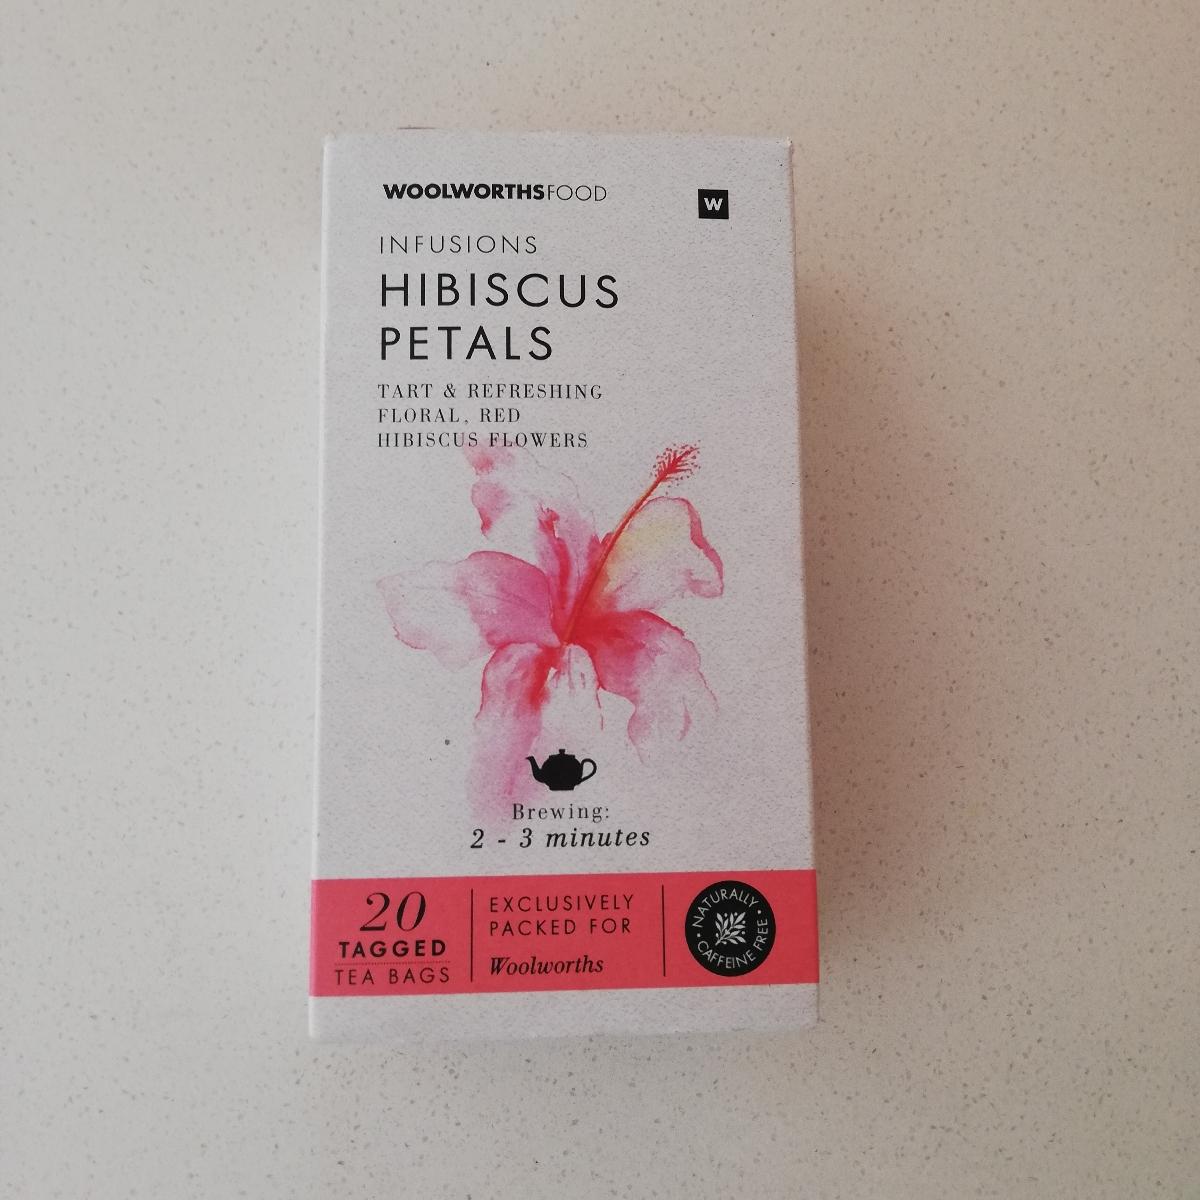 WOOLWORTHSFOOD
W
INFUSIONS
HIBISCUS
PETALS
TART & REFRESHING
FLORAL, RED
HIBISCUS FLOWERS
Brewing:
2 - 3 minutes
20
TAGGED
TEA BAGS
EXCLUSIVELY
PACKED FOR
Woolworths
• NATURALLY •
CAFFEINE FREE